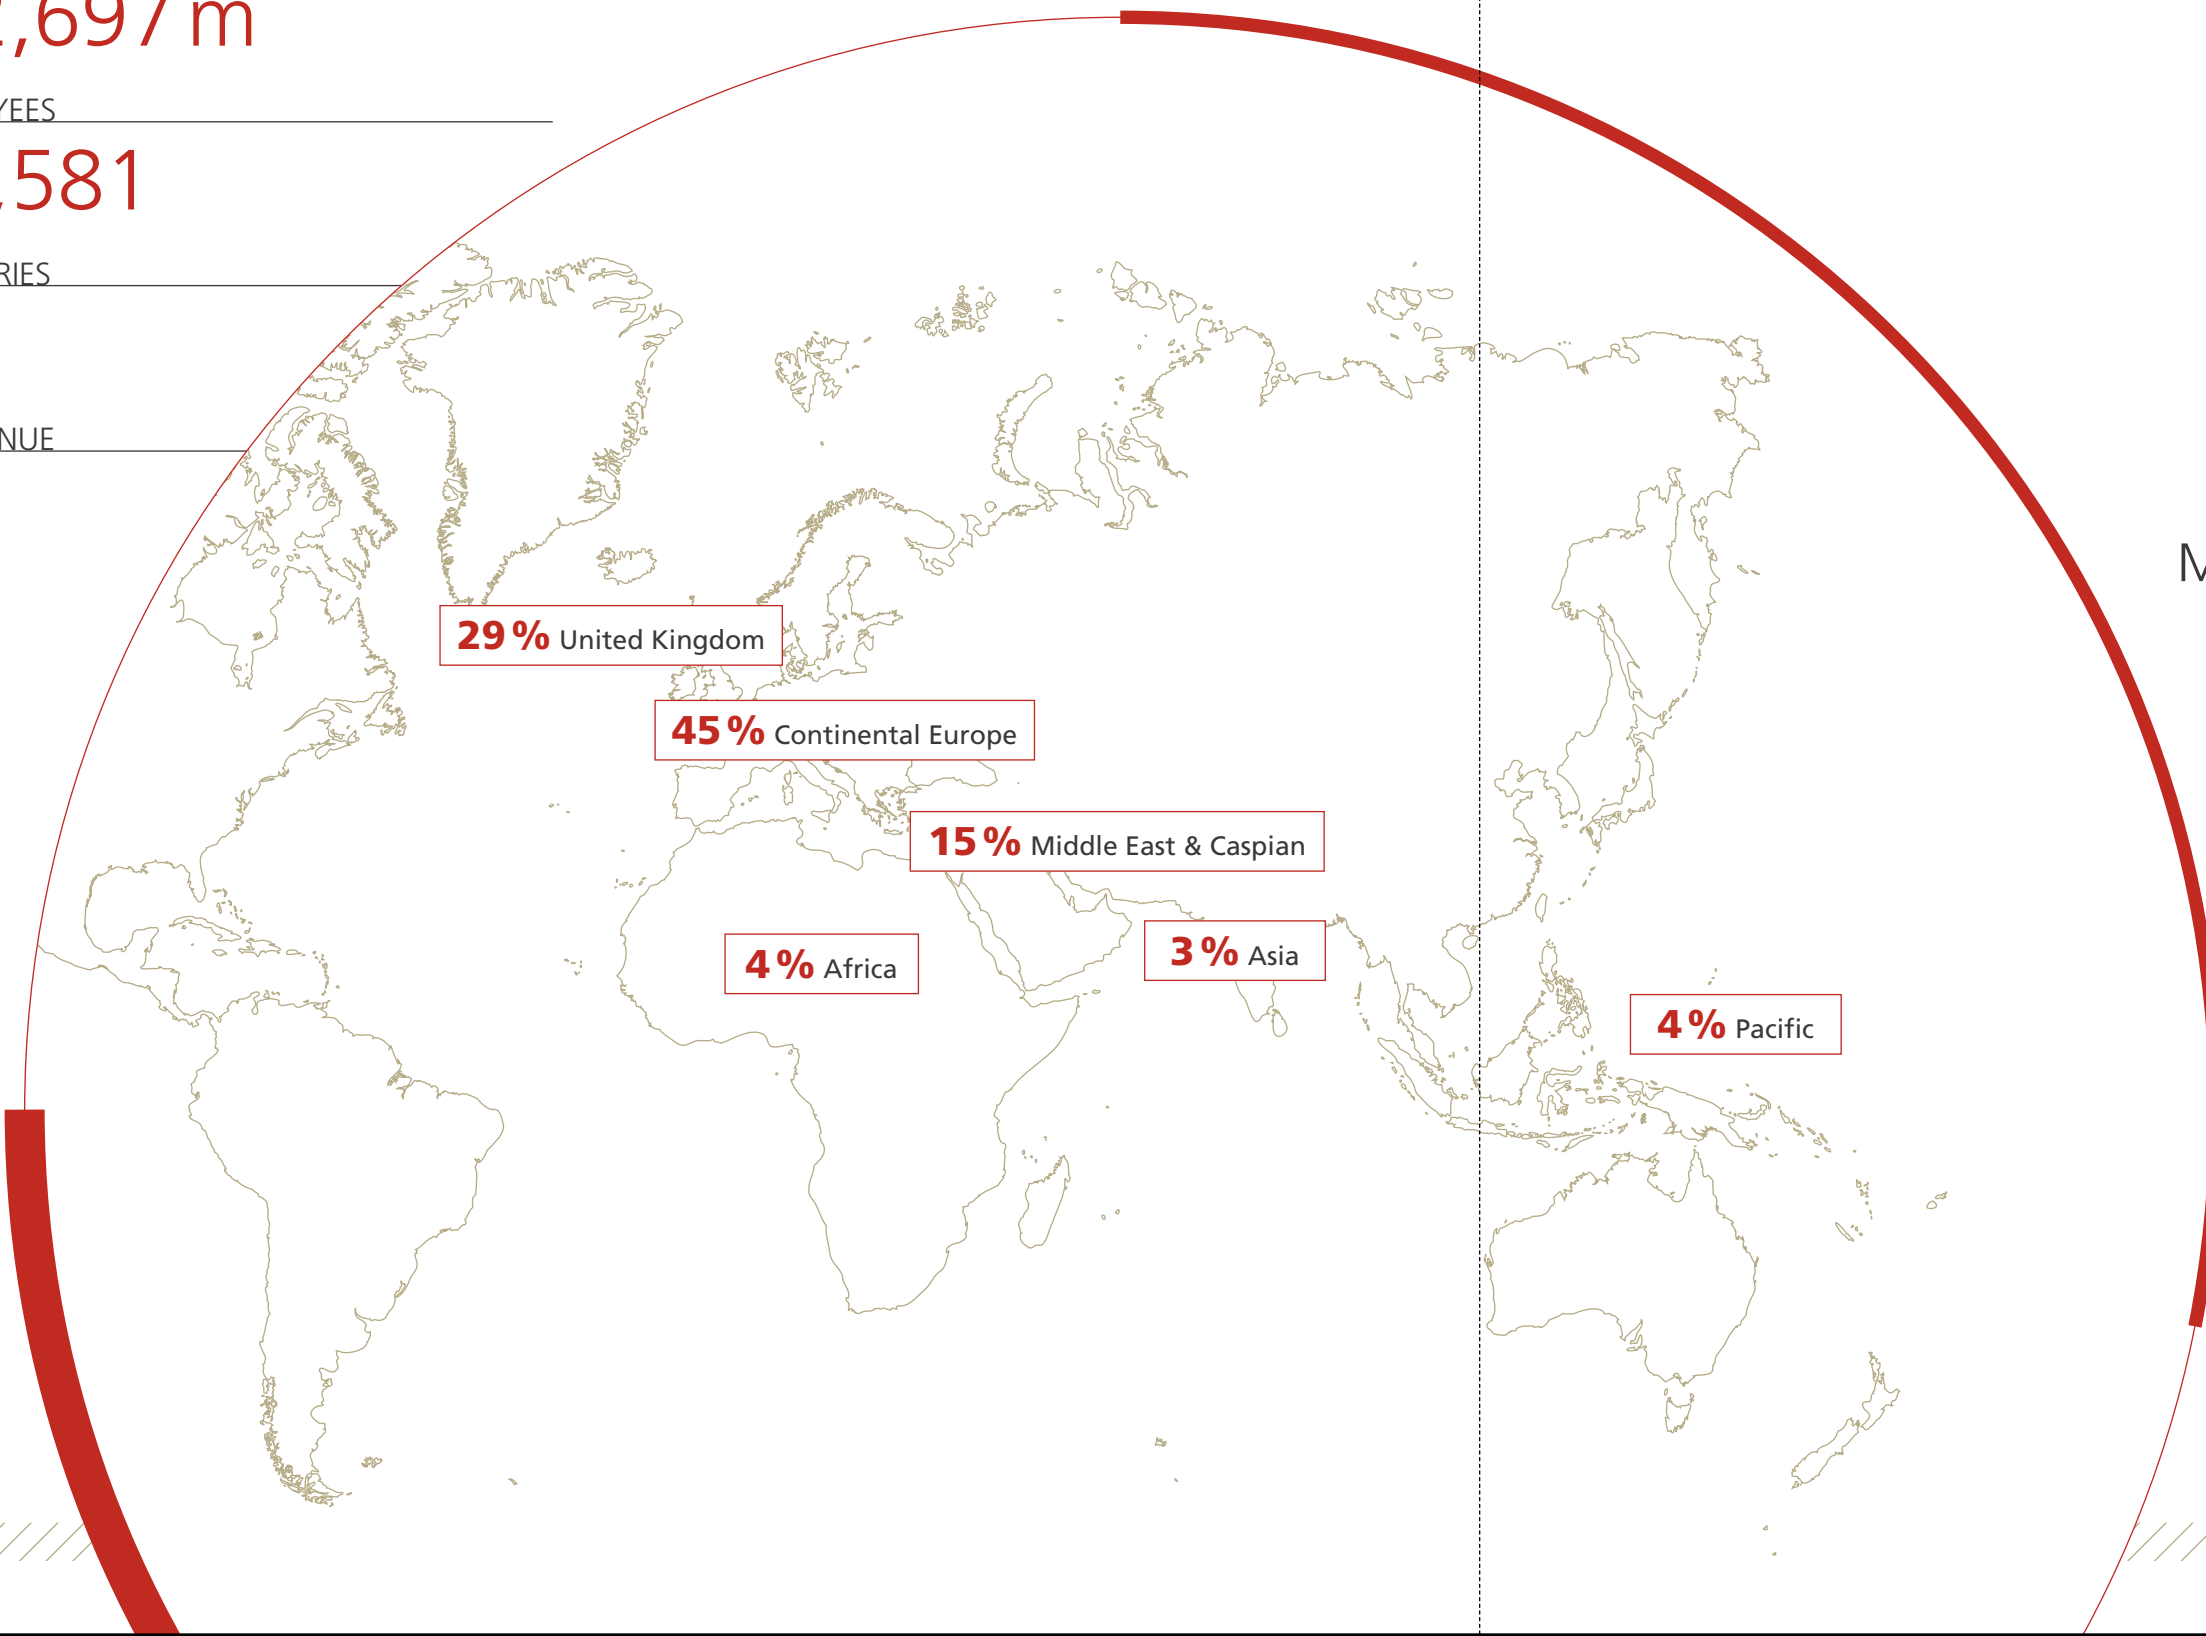 ,697 m
YEES
,581
RIES
NUE
M
29 % United Kingdom
45 % Continental Europe
15 % Middle East & Caspian
4 % Africa
3 % Asia
4 % Pacific